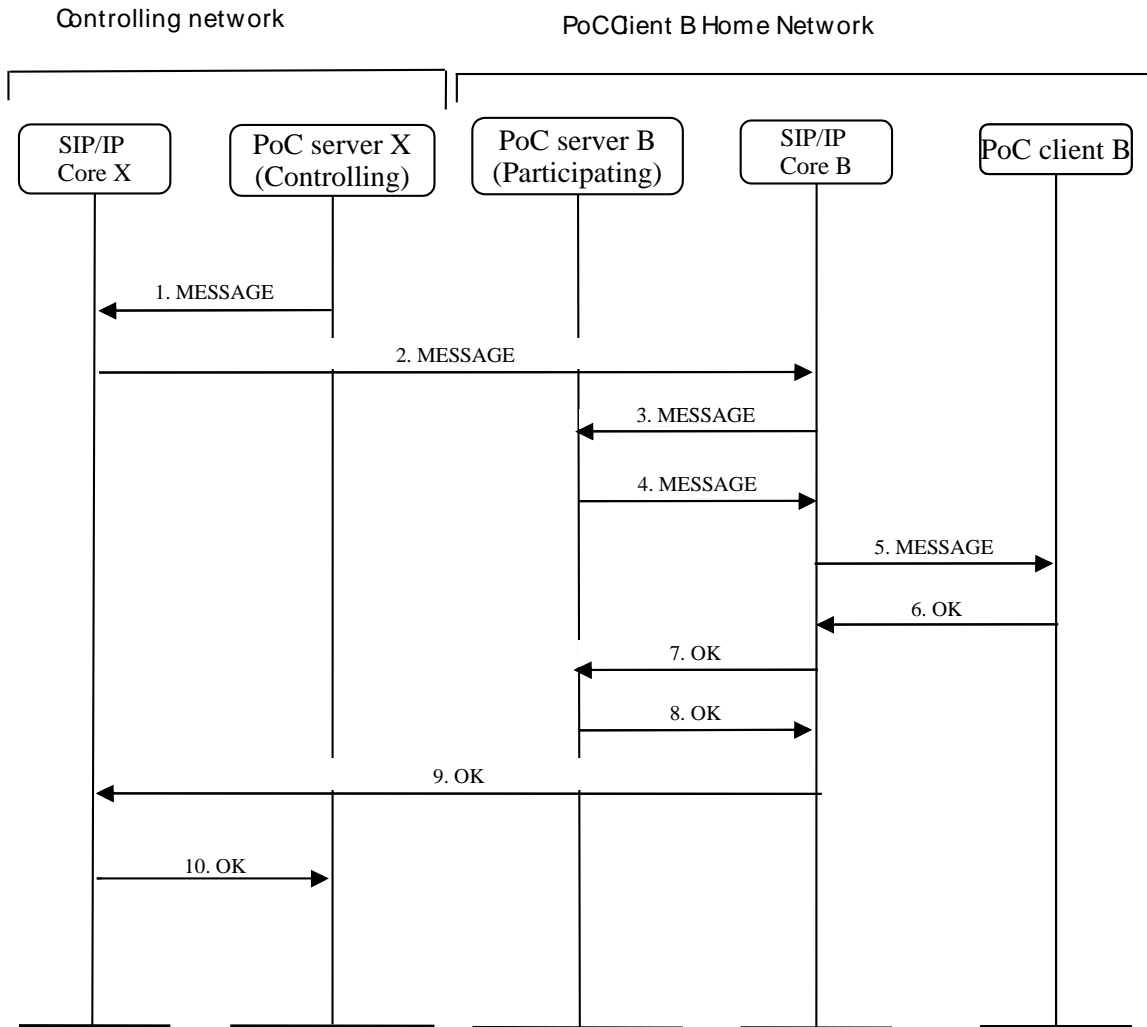 Controlling network
PoCClient B Home Network
SIP/IP
Core X
PoC server X
(Controlling)
PoC server B
(Participating)
SIP/IP
Core B
PoC client B
1. MESSAGE
2. MESSAGE
3. MESSAGE
4. MESSAGE
5. MESSAGE
6. OK
7. OK
8. OK
9. OK
10. OK